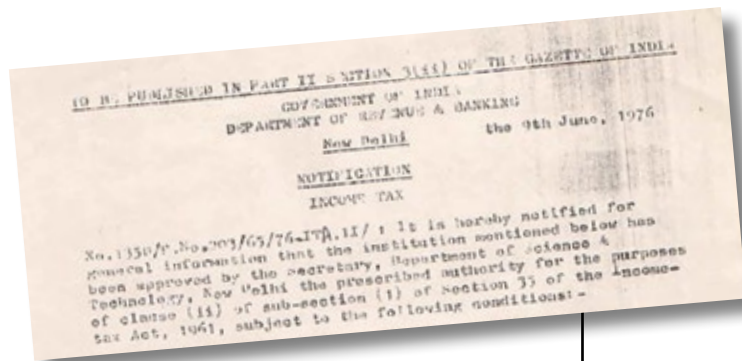 TO BE PUBLISHED IN PART II SECTION 3(ii) OF THE GAZETTE OF INDIA
GOVERNMENT OF INDIA
DEPARTMENT OF REVENUE & BANKING
New Delhi the 9th June, 1976
NOTIFICATION
INCOME TAX
No.1350/F.No.203/65/76-ITA.II/ : It is hereby notified for
general information that the institution mentioned below has
been approved by the Secretary, Department of Science &
Technology, New Delhi the prescribed authority for the purposes
of clause (ii) of sub-section (1) of Section 35 of the Income-
tax Act, 1961, subject to the following conditions:-